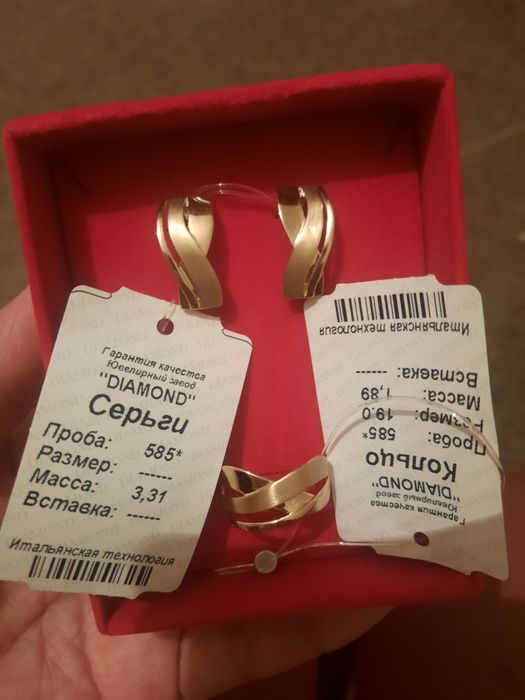 Гарантия качества
Ювелирный завод
"DIAMOND"
Серьги
Проба: 585*
Размер: ------
Масса: 3,31
Вставка: ------
Итальянская технология
Гарантия качества
Ювелирный завод
"DIAMOND"
Кольцо
Проба: 585*
Размер: 19.0
Масса: 1,89
Вставка: ------
Итальянская технология